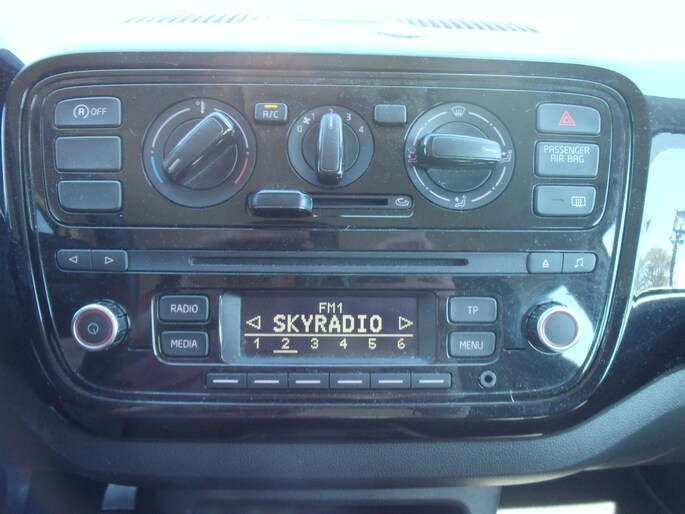 A OFF
A/C
0 1 2 3 4
PASSENGER
AIR BAG
RADIO
MEDIA
FM1
SKYRADIO
1 2 3 4 5 6
TP
MENU